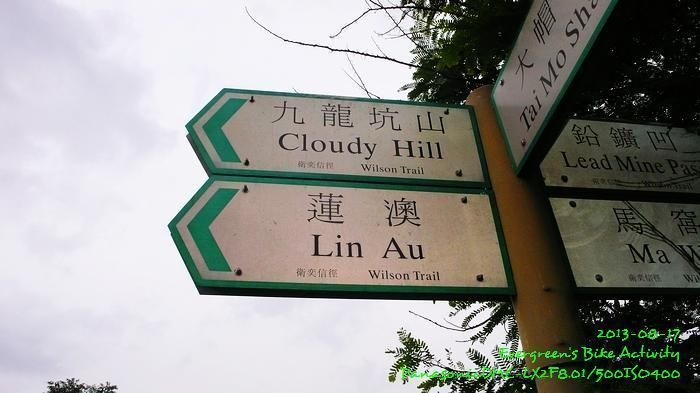 九龍坑山
Cloudy Hill
衛奕信徑 Wilson Trail
蓮澳
Lin Au
衛奕信徑 Wilson Trail
大帽
Tai Mo Sha
鉛鑛凹
Lead Mine Pas
馬窩
Ma W
2013-08-17
Evergreen's Bike Activity